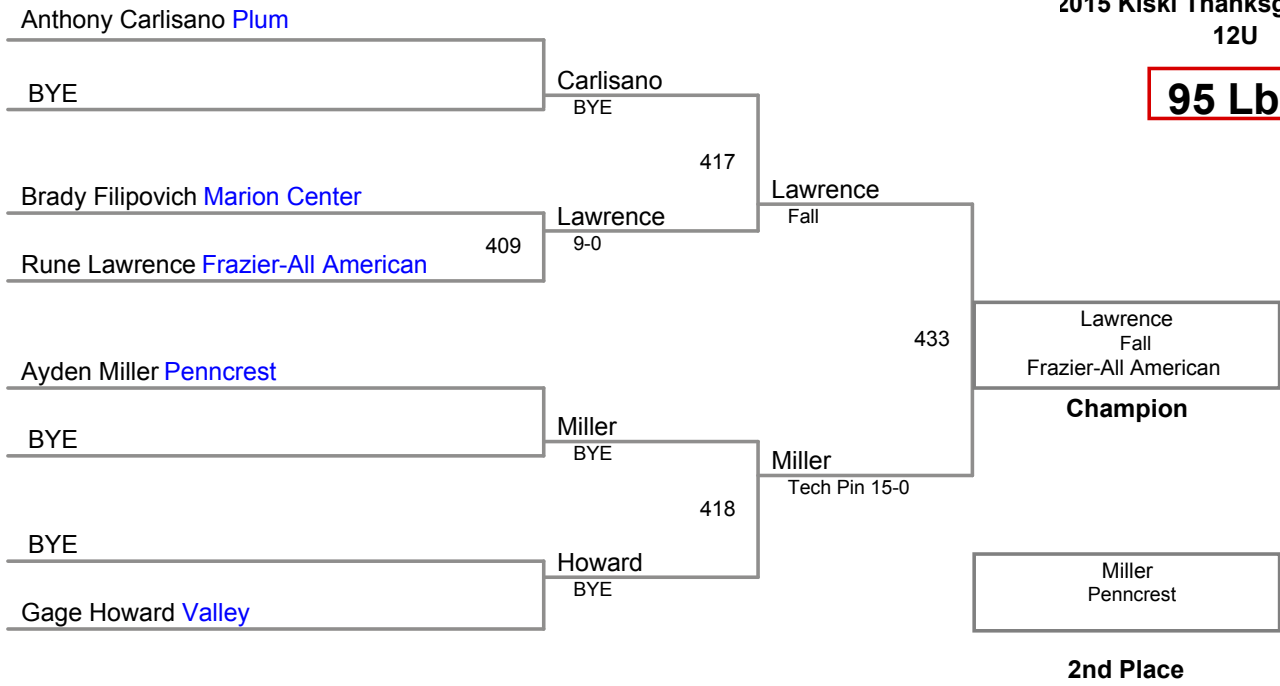 2015 Kiski Thanksg
12U
95 Lb
Anthony Carlisano Plum
BYE
Carlisano
BYE
417
Brady Filipovich Marion Center
Lawrence
9-0
409
Rune Lawrence Frazier-All American
Lawrence
Fall
433
Lawrence
Fall
Frazier-All American
Champion
Ayden Miller Penncrest
BYE
Miller
BYE
Miller
Tech Pin 15-0
418
BYE
Howard
BYE
Gage Howard Valley
Miller
Penncrest
2nd Place